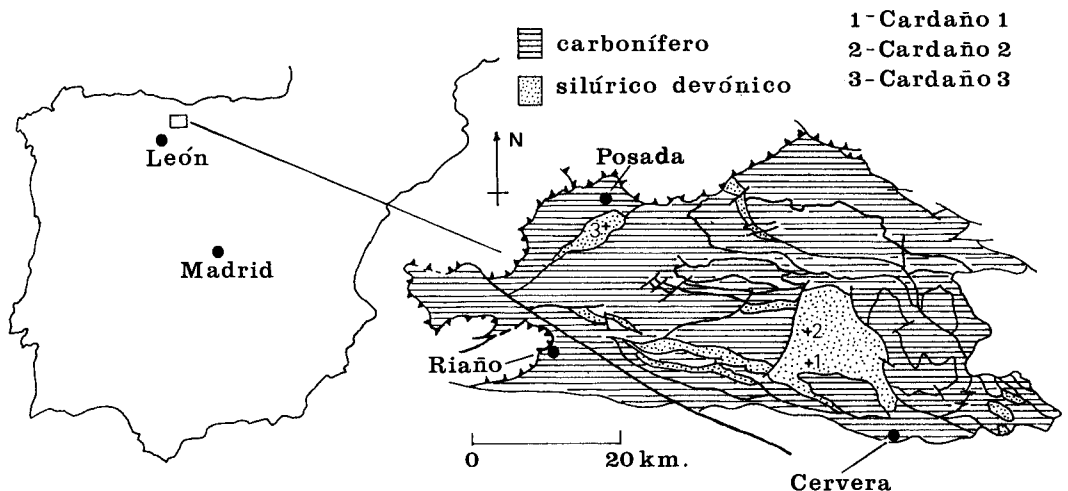 carbonífero
silúrico devónico
1-Cardaño 1
2-Cardaño 2
3-Cardaño 3
N
León
Madrid
Posada
3+
+2
+1
Riaño
0 20 km.
Cervera